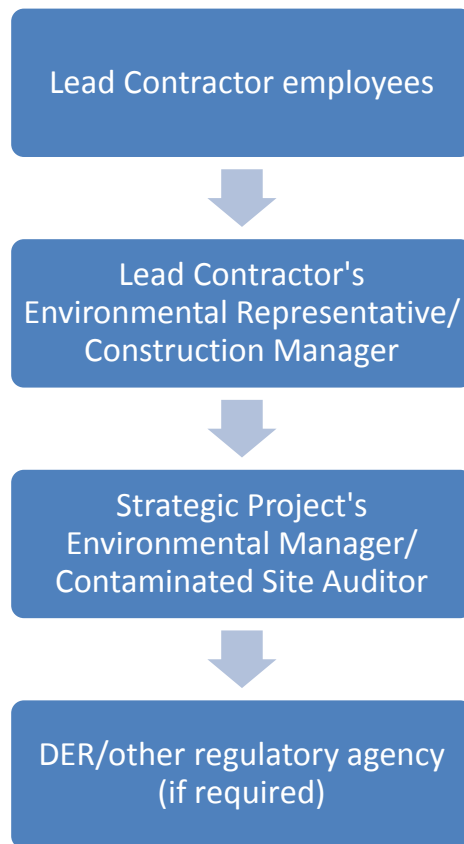 Lead Contractor employees
Lead Contractor's
Environmental Representative/
Construction Manager
Strategic Project's
Environmental Manager/
Contaminated Site Auditor
DER/other regulatory agency
(if required)